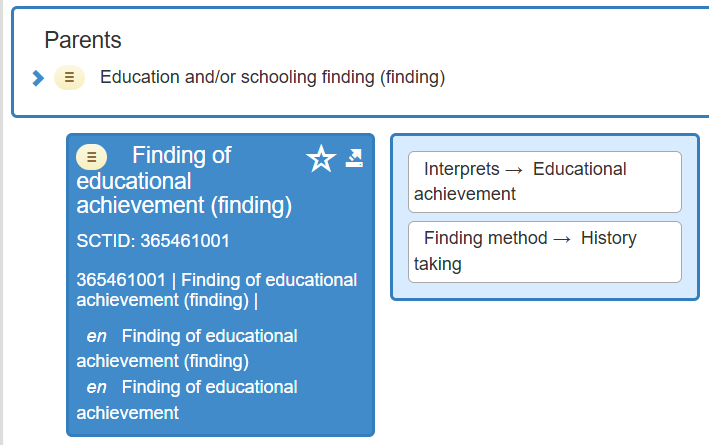 Parents
Education and/or schooling finding (finding)
Finding of
educational
achievement (finding)
SCTID: 365461001
365461001 | Finding of educational
achievement (finding) |
en Finding of educational
achievement (finding)
en Finding of educational
achievement
Interprets → Educational
achievement
Finding method → History
taking